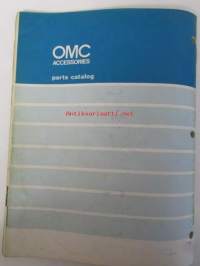 OMC
ACCESSORIES
parts catalog
Antikvariaatti.net